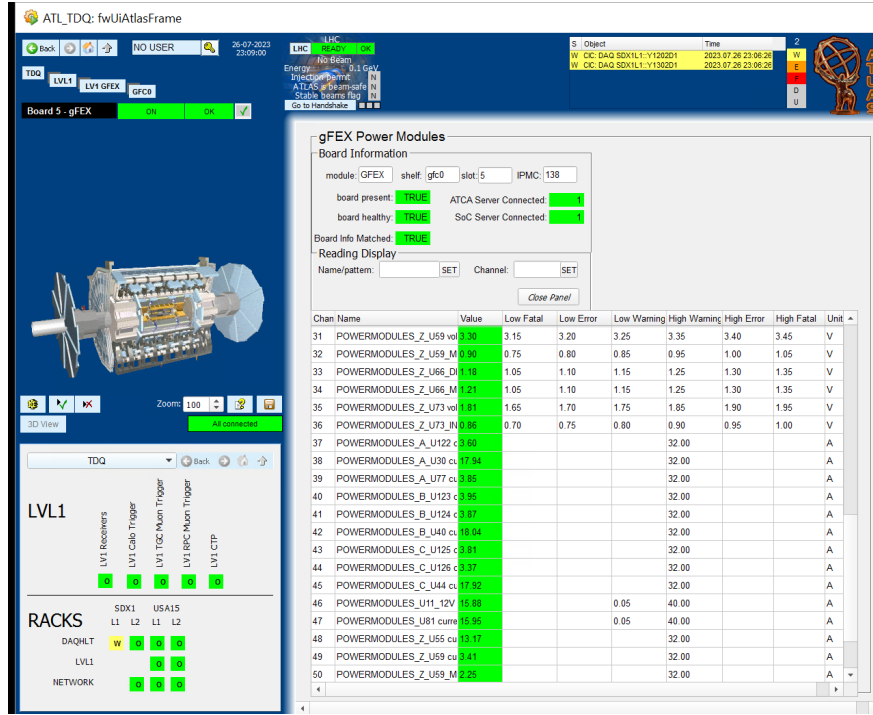 ATL_TDQ: fwUiAtlasFrame
Back
NO USER
26-07-2023
23:09:00
TDQ
LVL1
LV1 GFEX
GFC0
Board 5 - gFEX ON OK
LHC
LHC READY OK
No Beam
Energy 0.1 GeV
Injection permit N
ATLAS is beam-safe N
Stable beams flag N
Go to Handshake
S Object Time
W CIC: DAQ SDX1L1::Y1202D1 2023.07.26 23:06:26
W CIC: DAQ SDX1L1::Y1302D1 2023.07.26 23:06:26
2
W
E
F
D
U
A
T
L
A
S
gFEX Power Modules
Board Information
module: GFEX shelf: gfc0 slot: 5 IPMC: 138
board present: TRUE ATCA Server Connected: 1
board healthy: TRUE SoC Server Connected: 1
Board Info Matched: TRUE
Reading Display
Name/pattern: SET Channel: SET
Close Panel
Chan Name Value Low Fatal Low Error Low Warning High Warning High Error High Fatal Unit
31 POWERMODULES_Z_U59 vol 3.30 3.15 3.20 3.25 3.35 3.40 3.45 V
32 POWERMODULES_Z_U59_M 0.90 0.75 0.80 0.85 0.95 1.00 1.05 V
33 POWERMODULES_Z_U66_DI 1.18 1.05 1.10 1.15 1.25 1.30 1.35 V
34 POWERMODULES_Z_U66_M 1.21 1.05 1.10 1.15 1.25 1.30 1.35 V
35 POWERMODULES_Z_U73 vol 1.81 1.65 1.70 1.75 1.85 1.90 1.95 V
36 POWERMODULES_Z_U73_IN 0.86 0.70 0.75 0.80 0.90 0.95 1.00 V
37 POWERMODULES_A_U122 c 3.60 32.00 A
38 POWERMODULES_A_U30 cu 17.94 32.00 A
39 POWERMODULES_A_U77 cu 3.85 32.00 A
40 POWERMODULES_B_U123 c 3.95 32.00 A
41 POWERMODULES_B_U124 c 3.87 32.00 A
42 POWERMODULES_B_U40 cu 18.04 32.00 A
43 POWERMODULES_C_U125 c 3.81 32.00 A
44 POWERMODULES_C_U126 c 3.37 32.00 A
45 POWERMODULES_C_U44 cu 17.92 32.00 A
46 POWERMODULES_U11_12V 15.88 0.05 40.00 A
47 POWERMODULES_U81 curre 15.95 0.05 40.00 A
48 POWERMODULES_Z_U55 cu 13.17 32.00 A
49 POWERMODULES_Z_U59 cu 3.41 32.00 A
50 POWERMODULES_Z_U59_M 2.25 32.00 A
Zoom: 100
3D View
All connected
TDQ
Back
LVL1
LV1 Receivers
LV1 Calo Trigger
LV1 TGC Muon Trigger
LV1 RPC Muon Trigger
LV1 CTP
O O O O O
RACKS
SDX1 USA15
L1 L2 L1 L2
DAQHLT W O O O
LVL1 O O
NETWORK O O O